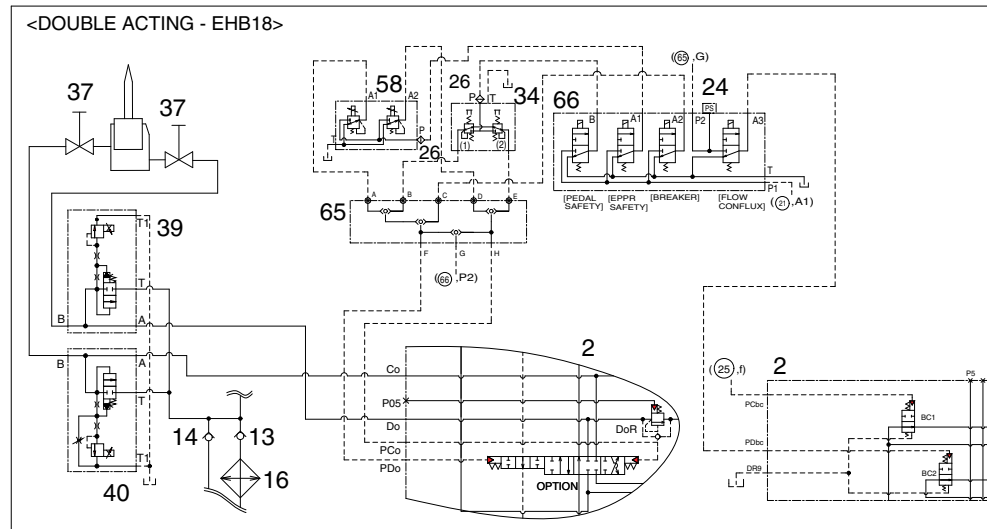 <DOUBLE ACTING - EHB18>
37
37
58
A1
A2
T
P
26
26
P
T
34
(1)
(2)
(65 ,G)
24
PS
66
B
A1
A2
P2
A3
T
P1
[PEDAL SAFETY]
[EPPR SAFETY]
[BREAKER]
[FLOW CONFLUX]
(21 ,A1)
65
A
B
C
D
E
F
G
H
(66 ,P2)
39
T1
T
B
A
B
A
T
T1
40
14
13
16
2
Co
P05
Do
DoR
PCo
PDo
OPTION
2
(25 ,f)
P5
PCbc
BC1
PDbc
DR9
BC2